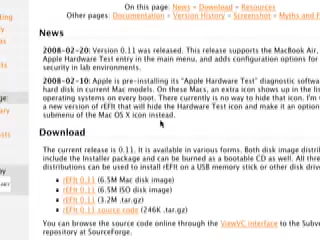 On this page: News – Download – Resources
Other pages: Documentation – Version History – Screenshot – Myths and F
News
2008-02-20: Version 0.11 was released. This release supports the MacBook Air,
Apple Hardware Test entry in the main menu, and adds configuration options for
security in lab environments.
2008-02-10: Apple is pre-installing its "Apple Hardware Test" diagnostic softwa
hard disk in current Mac models. On these Macs, an extra icon shows up in the lis
operating systems on every boot. There currently is no way to hide that icon. I'm
a new version of rEFIt that will hide the Hardware Test icon and make it an option
submenu of the Mac OS X icon instead.
Download
The current release is 0.11. It is available in various forms. Both disk image distri
include the Installer package and can be burned as a bootable CD as well. All thre
distributions can be used to install rEFIt on a USB memory stick or other disk drive
rEFIt 0.11 (6.5M Mac disk image)
rEFIt 0.11 (6.5M ISO disk image)
rEFIt 0.11 (3.2M .tar.gz)
rEFIt 0.11 source code (246K .tar.gz)
You can browse the source code online through the ViewVC interface to the Subve
repository at SourceForge.